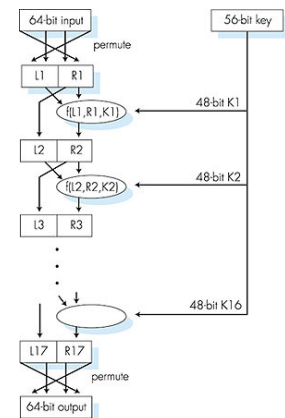 64-bit input
56-bit key
permute
L1 R1
48-bit K1
f(L1,R1,K1)
L2 R2
48-bit K2
f(L2,R2,K2)
L3 R3
48-bit K16
L17 R17
permute
64-bit output